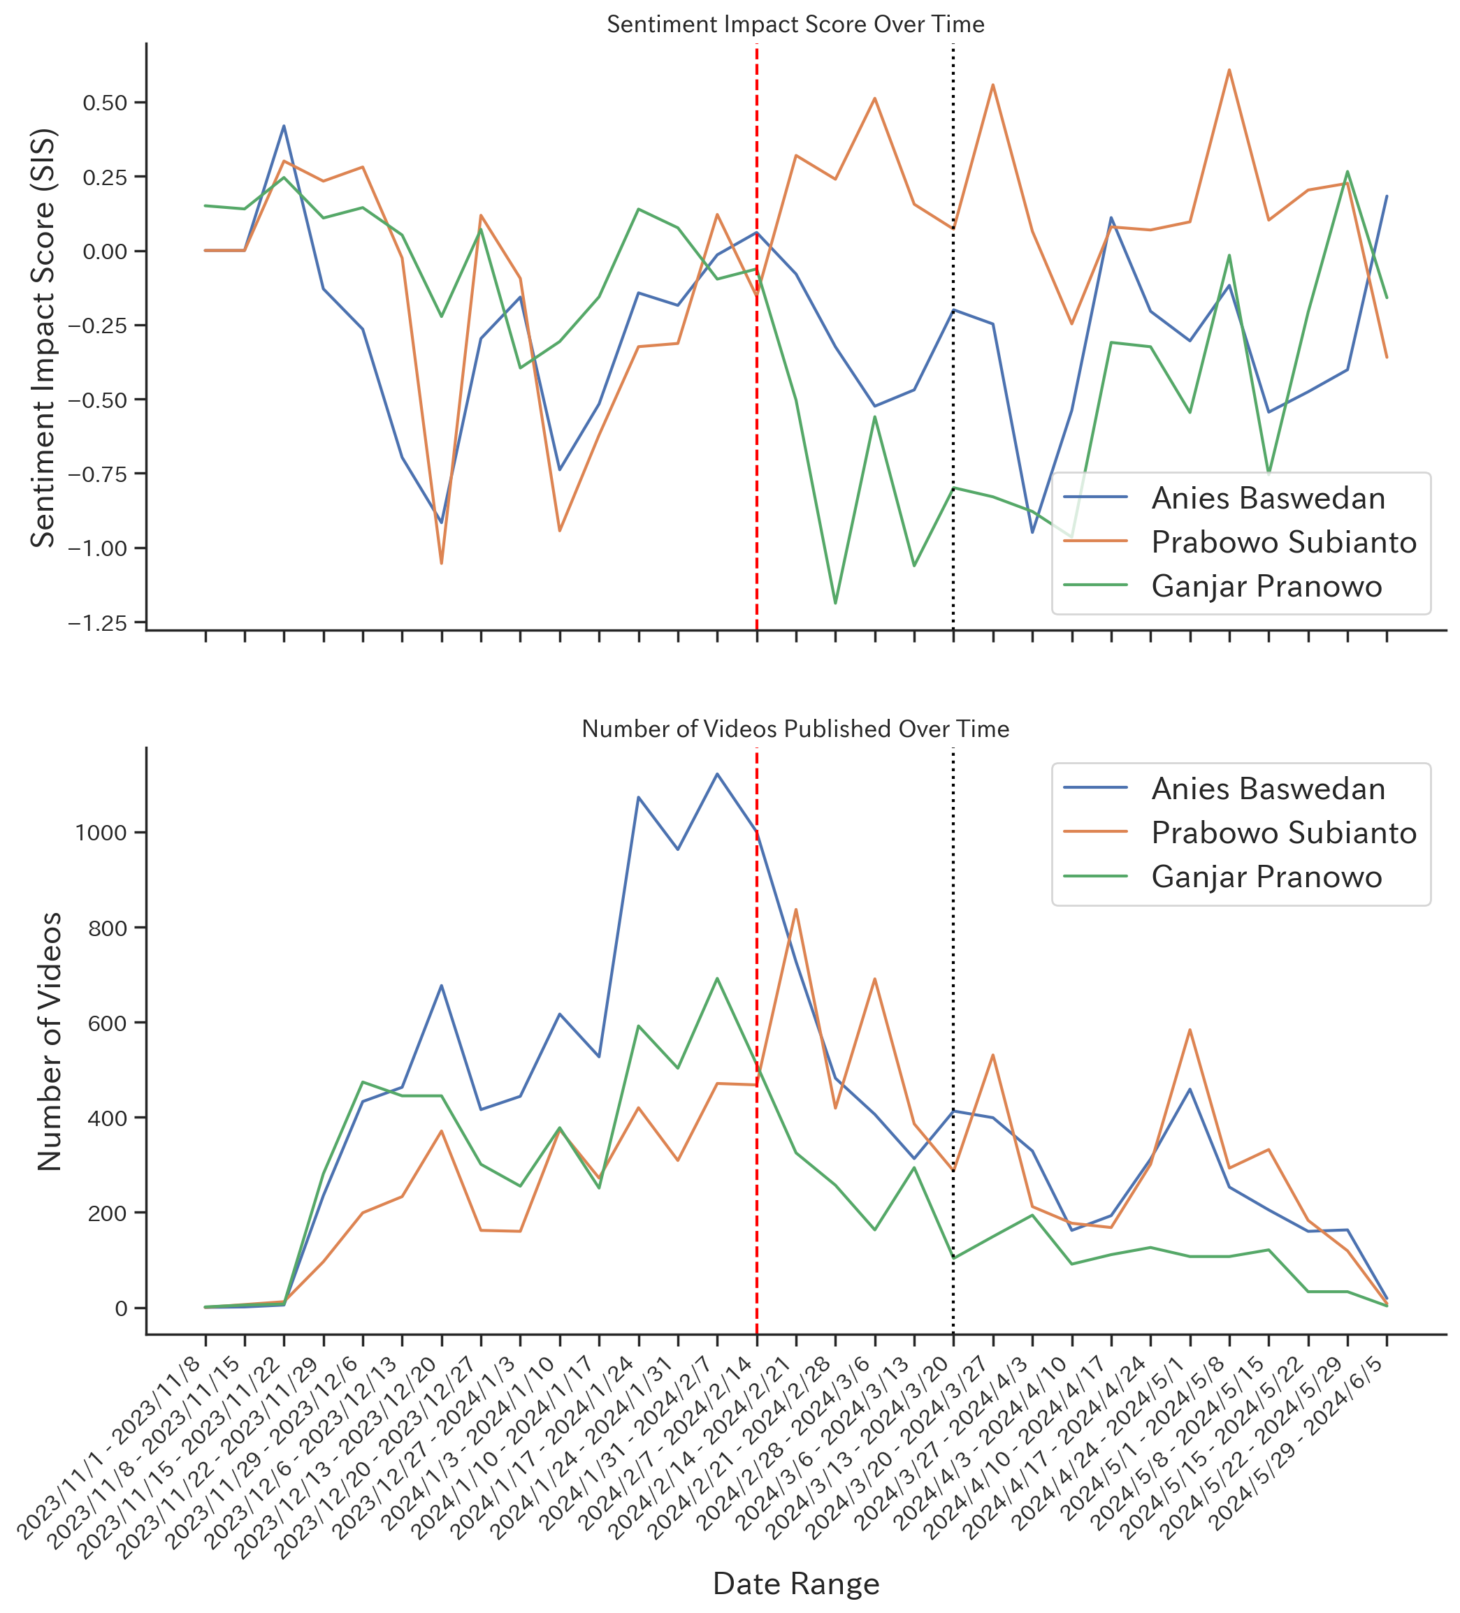 Sentiment Impact Score Over Time
Sentiment Impact Score (SIS)
0.50
0.25
0.00
−0.25
−0.50
−0.75
−1.00
−1.25
Anies Baswedan
Prabowo Subianto
Ganjar Pranowo
Number of Videos Published Over Time
Number of Videos
1000
800
600
400
200
0
Anies Baswedan
Prabowo Subianto
Ganjar Pranowo
2023/11/1 - 2023/11/8
2023/11/8 - 2023/11/15
2023/11/15 - 2023/11/22
2023/11/22 - 2023/11/29
2023/11/29 - 2023/12/6
2023/12/6 - 2023/12/13
2023/12/13 - 2023/12/20
2023/12/20 - 2023/12/27
2023/12/27 - 2024/1/3
2024/1/3 - 2024/1/10
2024/1/10 - 2024/1/17
2024/1/17 - 2024/1/24
2024/1/24 - 2024/1/31
2024/1/31 - 2024/2/7
2024/2/7 - 2024/2/14
2024/2/14 - 2024/2/21
2024/2/21 - 2024/2/28
2024/2/28 - 2024/3/6
2024/3/6 - 2024/3/13
2024/3/13 - 2024/3/20
2024/3/20 - 2024/3/27
2024/3/27 - 2024/4/3
2024/4/3 - 2024/4/10
2024/4/10 - 2024/4/17
2024/4/17 - 2024/4/24
2024/4/24 - 2024/5/1
2024/5/1 - 2024/5/8
2024/5/8 - 2024/5/15
2024/5/15 - 2024/5/22
2024/5/22 - 2024/5/29
2024/5/29 - 2024/6/5
Date Range